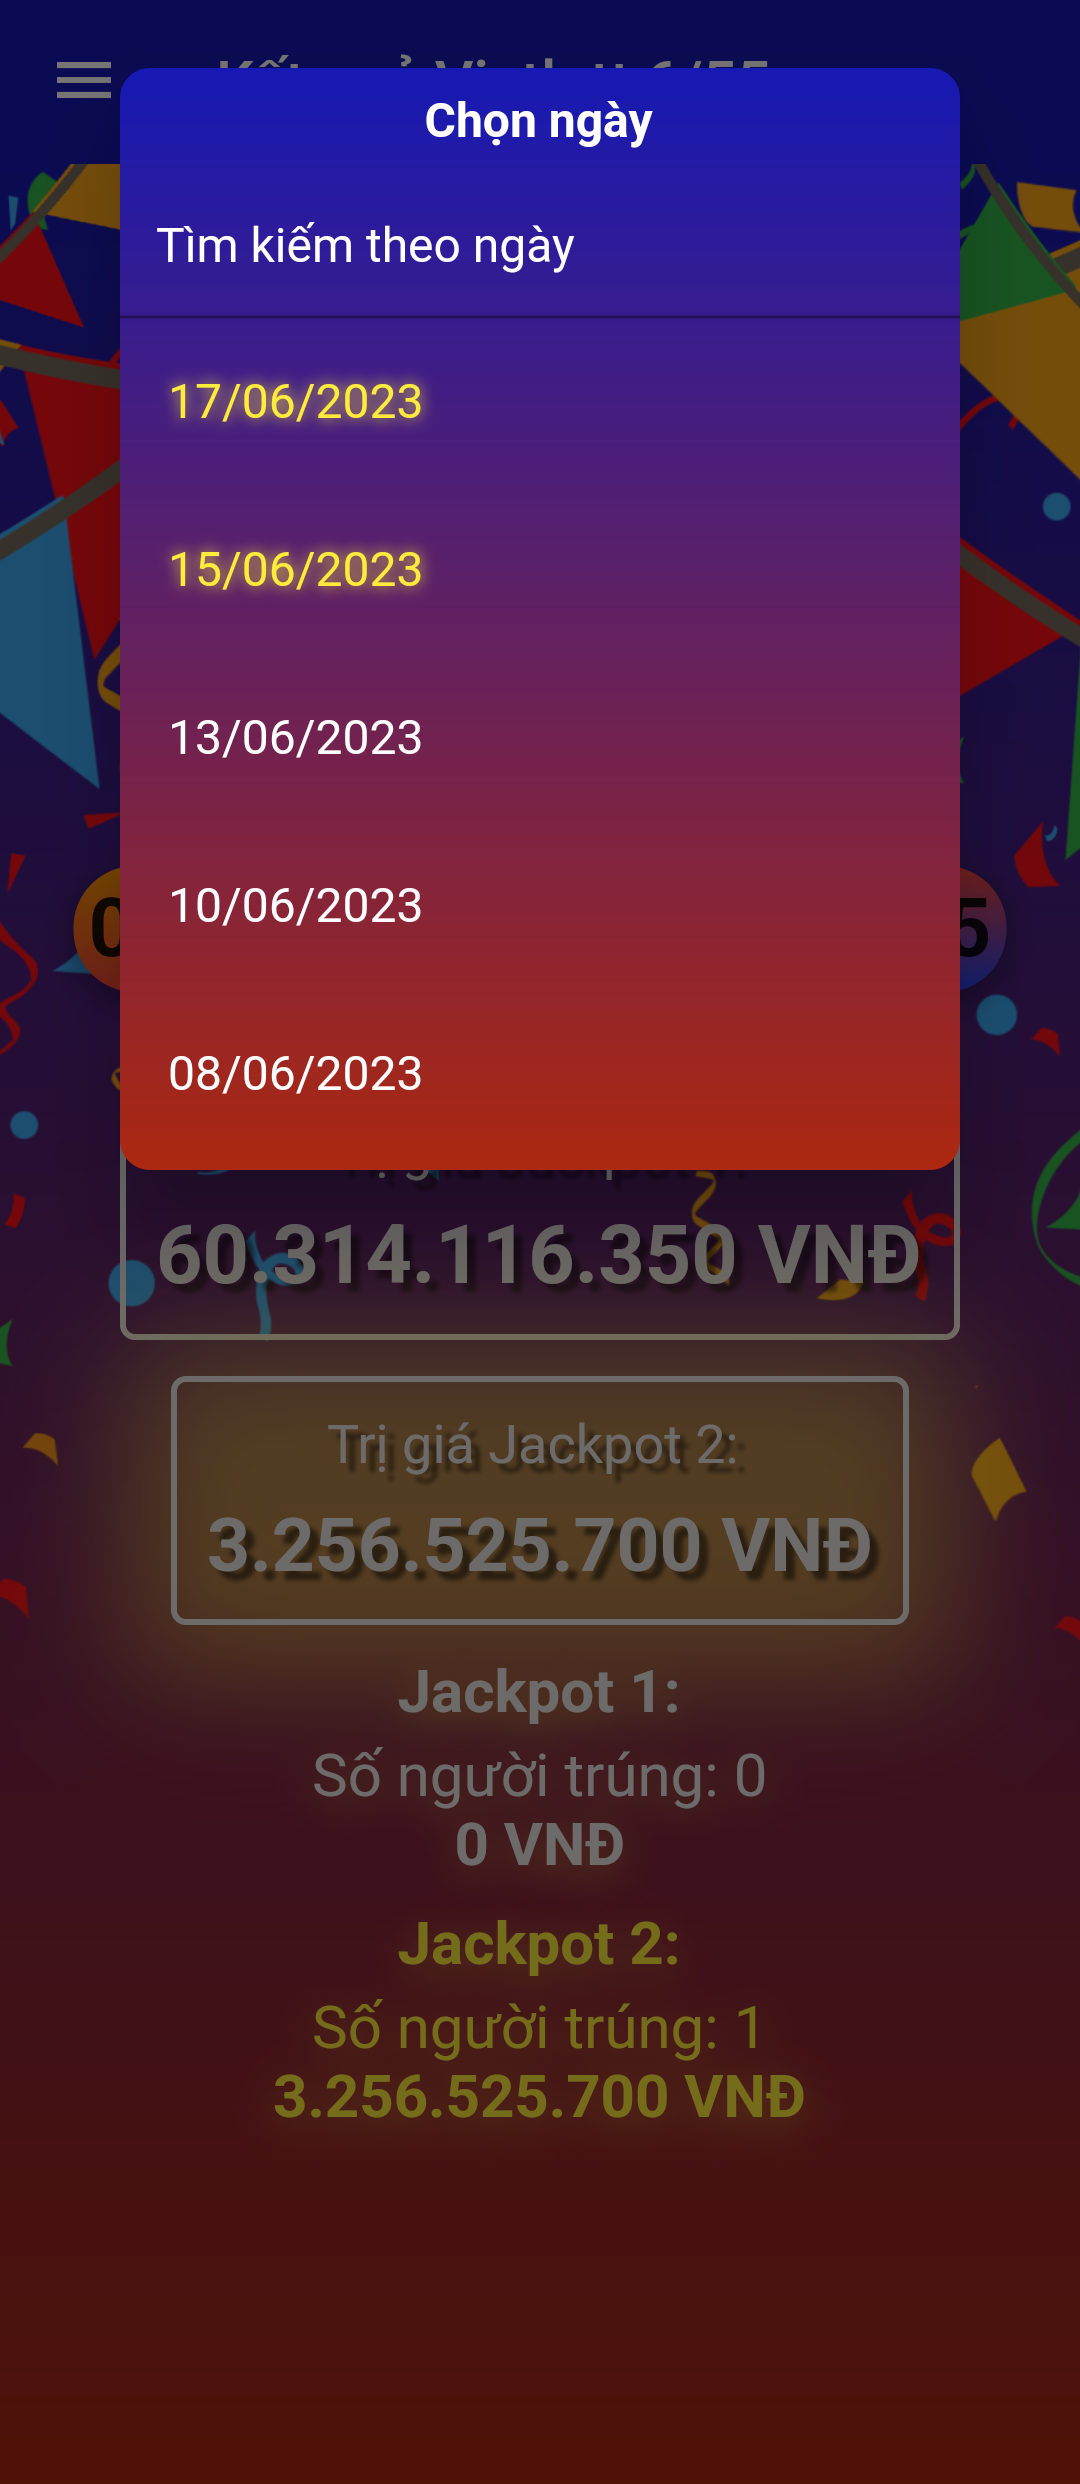 Chọn ngày
Tìm kiếm theo ngày
17/06/2023
15/06/2023
13/06/2023
10/06/2023
08/06/2023
60.314.116.350 VNĐ
Trị giá Jackpot 2:
3.256.525.700 VNĐ
Jackpot 1:
Số người trúng: 0
0 VNĐ
Jackpot 2:
Số người trúng: 1
3.256.525.700 VNĐ